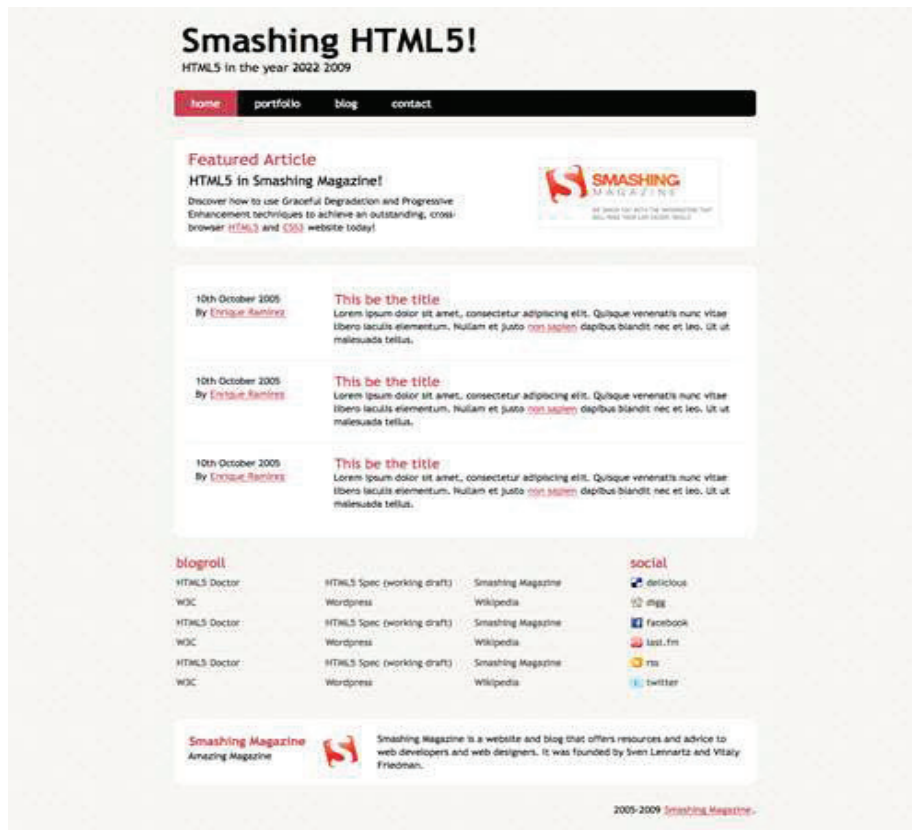 Smashing HTML5!
HTML5 in the year 2022 2009
home portfolio blog contact
Featured Article
HTML5 in Smashing Magazine!
Discover how to use Graceful Degradation and Progressive
Enhancement techniques to achieve an outstanding, cross-
browser HTML5 and CSS3 website today!
SMASHING
MAGAZINE
10th October 2005
By Enrique Ramírez
This be the title
Lorem ipsum dolor sit amet, consectetur adipiscing elit. Quisque venenatis nunc vitae
libero iaculis elementum. Nullam et justo non sapien dapibus blandit nec et leo. Ut ut
malesuada tellus.
10th October 2005
By Enrique Ramírez
This be the title
Lorem ipsum dolor sit amet, consectetur adipiscing elit. Quisque venenatis nunc vitae
libero iaculis elementum. Nullam et justo non sapien dapibus blandit nec et leo. Ut ut
malesuada tellus.
10th October 2005
By Enrique Ramírez
This be the title
Lorem ipsum dolor sit amet, consectetur adipiscing elit. Quisque venenatis nunc vitae
libero iaculis elementum. Nullam et justo non sapien dapibus blandit nec et leo. Ut ut
malesuada tellus.
blogroll
HTML5 Doctor HTML5 Spec (working draft) Smashing Magazine
W3C Wordpress Wikipedia
HTML5 Doctor HTML5 Spec (working draft) Smashing Magazine
W3C Wordpress Wikipedia
HTML5 Doctor HTML5 Spec (working draft) Smashing Magazine
W3C Wordpress Wikipedia
social
delicious
digg
facebook
last.fm
rss
twitter
Smashing Magazine
Amazing Magazine
Smashing Magazine is a website and blog that offers resources and advice to
web developers and web designers. It was founded by Sven Lennartz and Vitaly
Friedman.
2005-2009 Smashing Magazine.